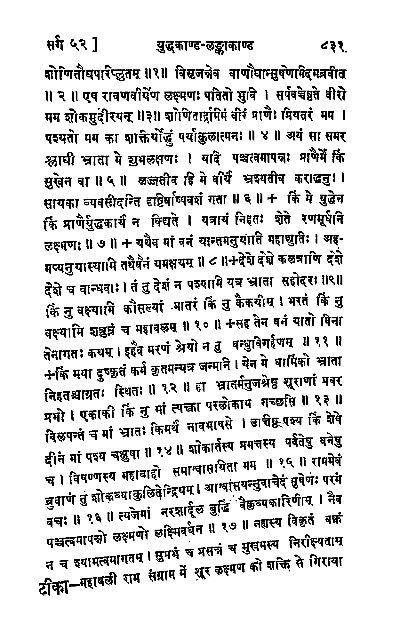 सर्ग ५२ ] युद्धकाण्ड-लङ्काकाण्ड ८३१
शोणितौघपरिप्लुतम् ॥१॥ विसृजन्नेव बाणौघान्सुषेणमिदमब्रवीत
॥ २ ॥ एष रावणवीर्येण लक्ष्मणः पतितो भुवि । सर्पवच्चेष्टते वीरो
मम शोकमुदीरयन् ॥३॥ शोणितार्द्रमिमं वीरं प्राणैः प्रियतरं मम ।
पश्यतो मम का शक्तिर्योद्धुं पर्याकुलात्मनः ॥ ४ ॥ अयं स समर
श्लाघी भ्राता मे शुभलक्षणः । यदि पञ्चत्वमापन्नः प्राणैर्मे किं
सुखेन वा ॥ ५ ॥ लज्जतीव हि मे वीर्यं भ्रश्यतीव कराद्धनुः ।
सायका व्यवसीदन्ति दृष्टिर्बाष्पवशं गता ॥ ६ ॥ + किं मे युद्धेन
किं प्राणैर्युद्धकार्यं न विद्यते । यत्रायं निहतः शेते रणमूर्धनि
लक्ष्मणः ॥ ७ ॥ + यथैव मां वनं यान्तमनुयाति महाद्युतिः । अह-
मप्यनुयास्यामि तथैवैनं यमक्षयम् ॥ ८ ॥ +देशे देशे कलत्राणि देशे
देशे च बान्धवाः । तं तु देशं न पश्यामि यत्र भ्राता सहोदरः ॥९॥
किं नु वक्ष्यामि कौसल्यां मातरं किं नु कैकयीम् । भरतं किं नु
वक्ष्यामि शत्रुघ्नं च महाबलम् ॥ १० ॥ +सह तेन वनं यातो विना
तेनागतः कथम् । इहैव मरणं श्रेयो न तु बन्धुविगर्हणम् ॥ ११ ॥
+किं मया दुष्कृतं कर्म कृतमन्यत्र जन्मनि । येन मे धार्मिको भ्राता
निहतश्चाग्रतः स्थितः ॥ १२ ॥ हा भ्रातर्मनुजश्रेष्ठ शूराणां प्रवर
प्रभो । एकाकी किं नु मां त्यक्त्वा परलोकाय गच्छसि ॥ १३ ॥
विलपन्तं च मां भ्रातः किमर्थं नावभाषसे । उत्तिष्ठ पश्य किं शेषे
दीनं मां पश्य चक्षुषा ॥ १४ ॥ शोकार्तस्य प्रमत्तस्य पर्वतेषु वनेषु
च । विषण्णस्य महाबाहो समाश्वासयिता मम ॥ १५ ॥ राममेवं
ब्रुवाणं तु शोकव्याकुलितेन्द्रियम् । आश्वासयन्नुवाचेदं सुषेणः परमं
वचः ॥ १६ ॥ त्यजेमां नरशार्दूल बुद्धिं वैक्लव्यकारिणीम् । नैव
पञ्चत्वमापन्नो लक्ष्मणो लक्ष्मिवर्धन ॥ १७ ॥ नह्यस्य विकृतं वक्त्रं
न च श्यामत्वमागतम् । सुप्रभं च प्रसन्नं च मुखमस्य निरीक्ष्यताम्
टीका—महाबली राम संग्राम में शूर लक्ष्मण को शक्ति से गिराया